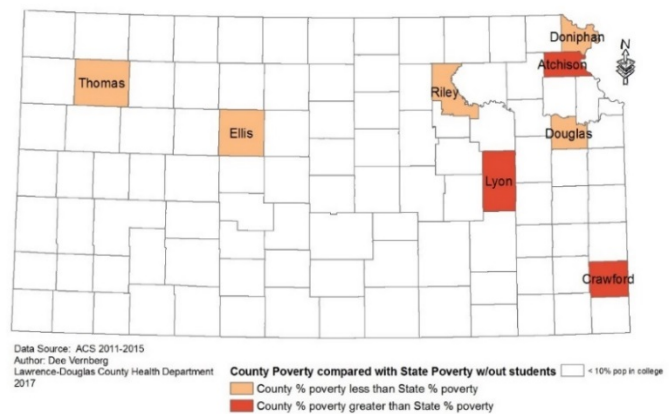 Doniphan
N
Atchison
Thomas
Riley
Ellis
Douglas
Lyon
Crawford
Data Source: ACS 2011-2015
Author: Dee Vernberg
Lawrence-Douglas County Health Department
2017
County Poverty compared with State Poverty w/out students
< 10% pop in college
County % poverty less than State % poverty
County % poverty greater than State % poverty